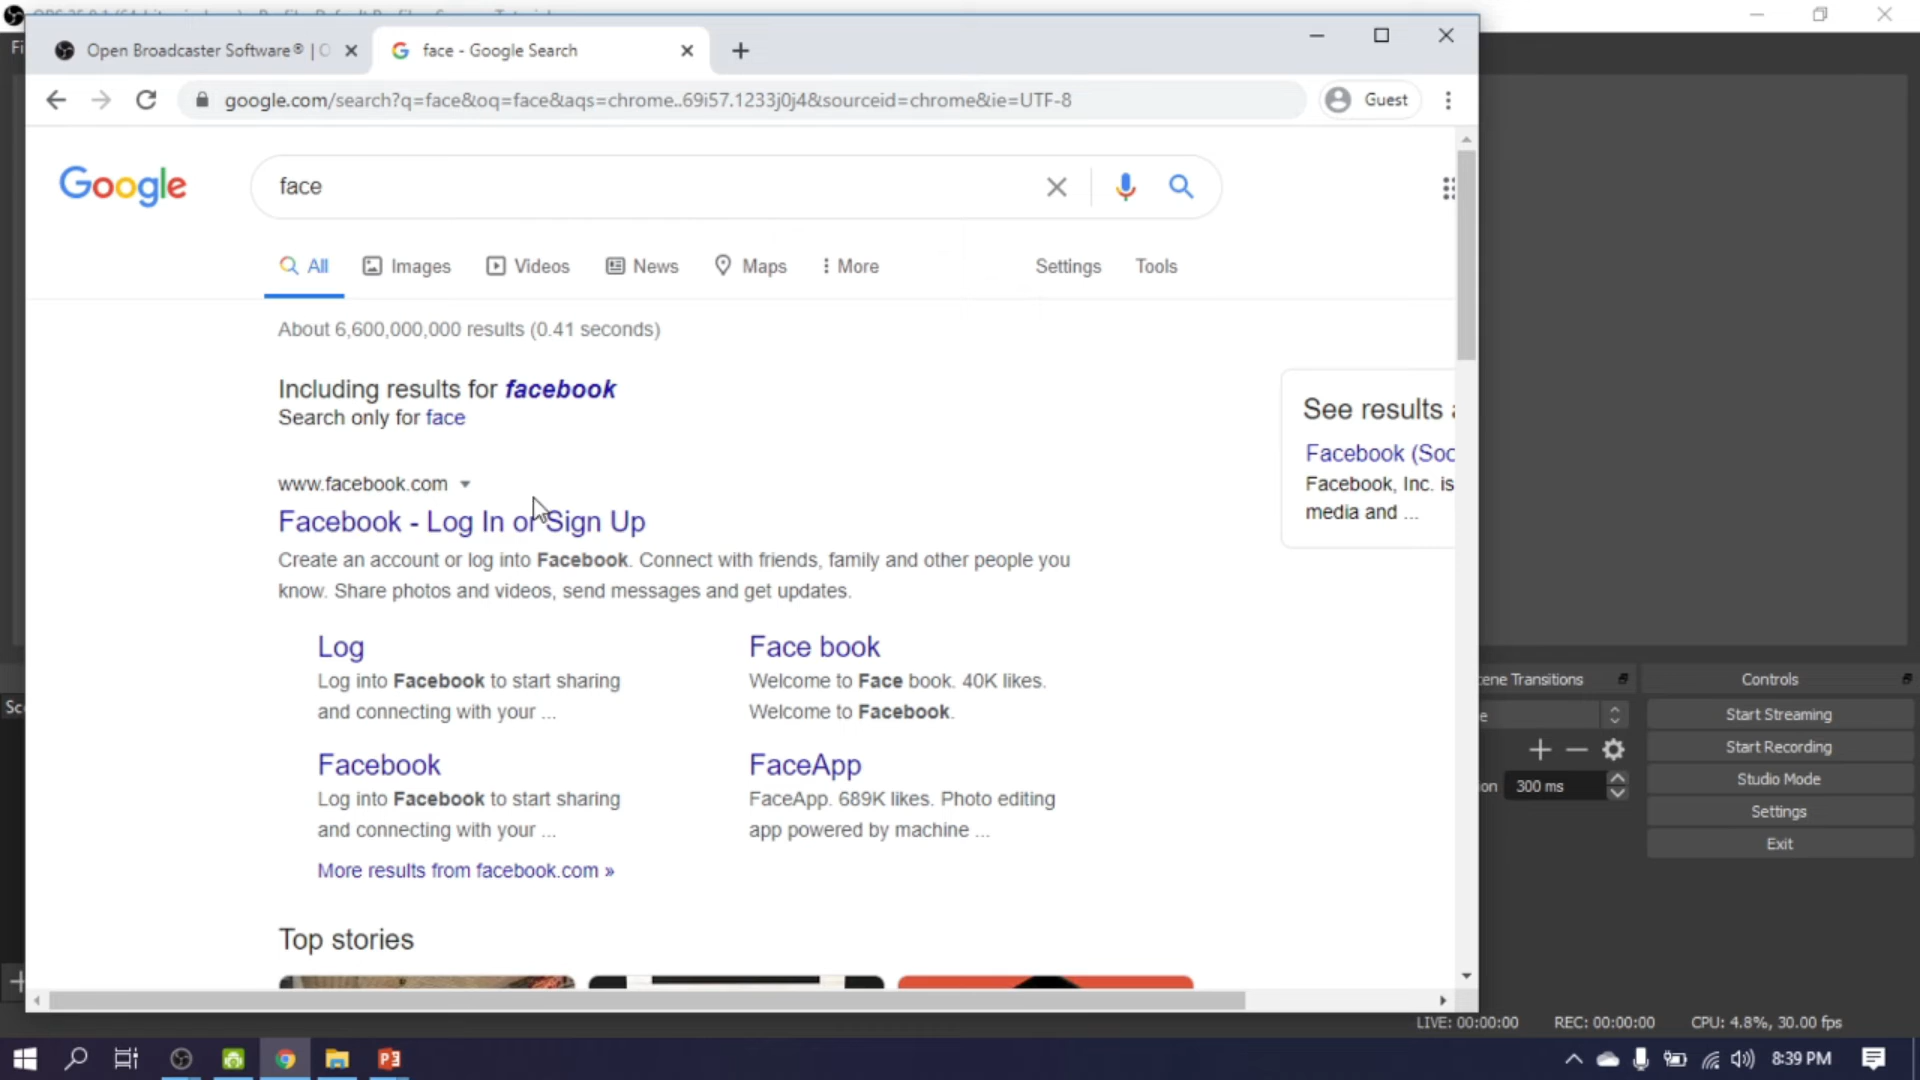 Open Broadcaster Software® | O
face - Google Search
google.com/search?q=face&oq=face&aqs=chrome..69i57.1233j0j4&sourceid=chrome&ie=UTF-8
Guest
Google
face
All
Images
Videos
News
Maps
More
Settings
Tools
About 6,600,000,000 results (0.41 seconds)
Including results for facebook
Search only for face
See results
Facebook (Soc
Facebook, Inc. is
media and ...
www.facebook.com
Facebook - Log In or Sign Up
Create an account or log into Facebook. Connect with friends, family and other people you
know. Share photos and videos, send messages and get updates.
Log
Log into Facebook to start sharing
and connecting with your ...
Face book
Welcome to Face book. 40K likes.
Welcome to Facebook.
Facebook
Log into Facebook to start sharing
and connecting with your ...
FaceApp
FaceApp. 689K likes. Photo editing
app powered by machine ...
More results from facebook.com »
Top stories
Sc
ene Transitions
e
on
300 ms
Controls
Start Streaming
Start Recording
Studio Mode
Settings
Exit
LIVE: 00:00:00
REC: 00:00:00
CPU: 4.8%, 30.00 fps
8:39 PM